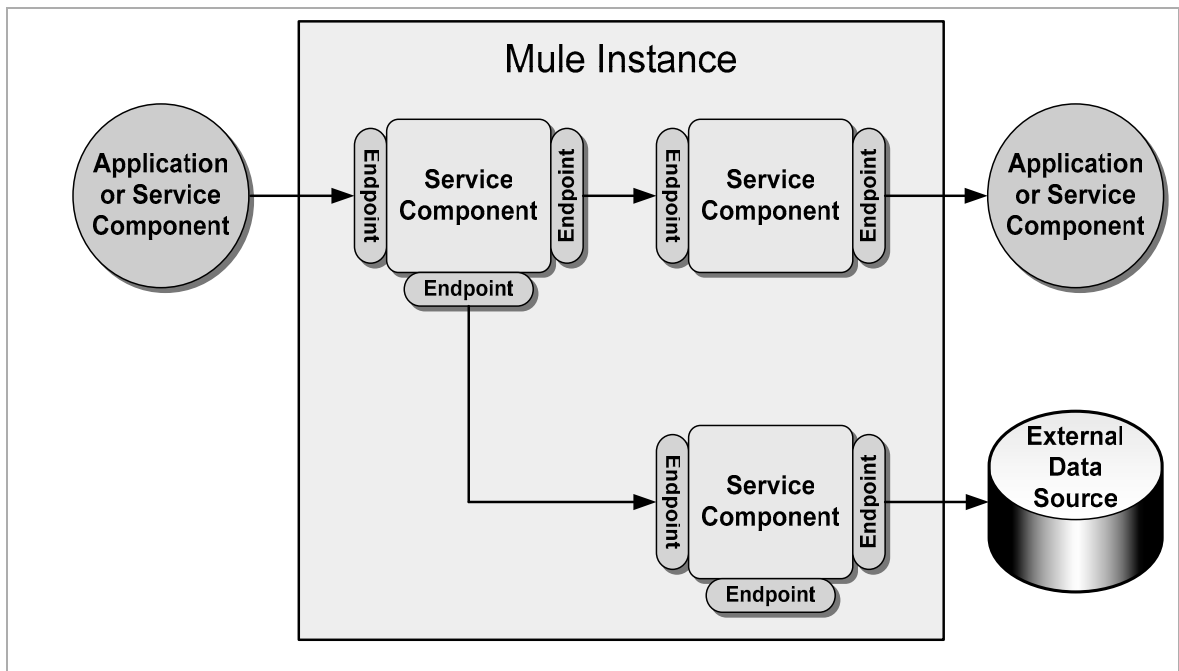 Mule Instance
Application
or Service
Component
Endpoint
Service
Component
Endpoint
Endpoint
Endpoint
Service
Component
Endpoint
Application
or Service
Component
Endpoint
Service
Component
Endpoint
Endpoint
External
Data
Source